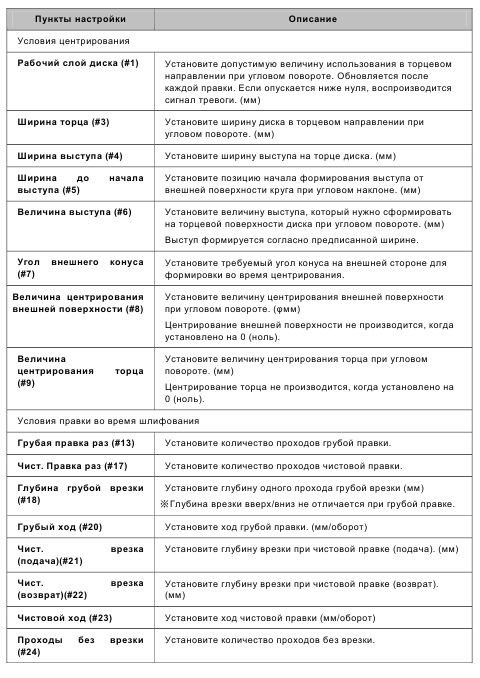 Пункты настройки Описание
Условия центрирования
Рабочий слой диска (#1) Установите допустимую величину использования в торцевом
направлении при угловом повороте. Обновляется после
каждой правки. Если опускается ниже нуля, воспроизводится
сигнал тревоги. (мм)
Ширина торца (#3) Установите ширину диска в торцевом направлении при
угловом повороте. (мм)
Ширина выступа (#4) Установите ширину выступа на торце диска. (мм)
Ширина до начала Установите позицию начала формирования выступа от
выступа (#5) внешней поверхности круга при угловом наклоне. (мм)
Величина выступа (#6) Установите величину выступа, который нужно сформировать
на торцевой поверхности диска при угловом повороте. (мм)
Выступ формируется согласно предписанной ширине.
Угол внешнего конуса Установите требуемый угол конуса на внешней стороне для
(#7) формировки во время центрирования.
Величина центрирования Установите величину центрирования внешней поверхности
внешней поверхности (#8) при угловом повороте. (φмм)
Центрирование внешней поверхности не производится, когда
установлено на 0 (ноль).
Величина Установите величину центрирования торца при угловом
центрирования торца повороте. (мм)
(#9) Центрирование торца не производится, когда установлено на
0 (ноль).
Условия правки во время шлифования
Грубая правка раз (#13) Установите количество проходов грубой правки.
Чист. Правка раз (#17) Установите количество проходов чистовой правки.
Глубина грубой врезки Установите глубину одного прохода грубой врезки (мм)
(#18) ※Глубина врезки вверх/вниз не отличается при грубой правке.
Грубый ход (#20) Установите ход грубой правки. (мм/оборот)
Чист. врезка Установите глубину врезки при чистовой правке (подача). (мм)
(подача)(#21)
Чист. врезка Установите глубину врезки при чистовой правке (возврат).
(возврат)(#22) (мм)
Чистовой ход (#23) Установите ход чистовой правки (мм/оборот)
Проходы без врезки Установите количество проходов без врезки.
(#24)